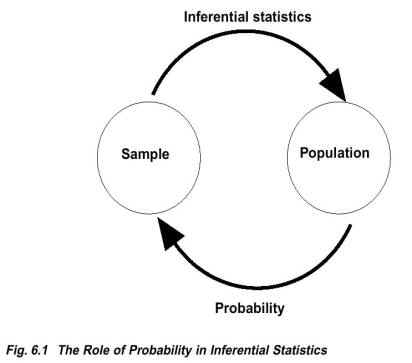 Inferential statistics
Sample
Population
Probability
Fig. 6.1 The Role of Probability in Inferential Statistics